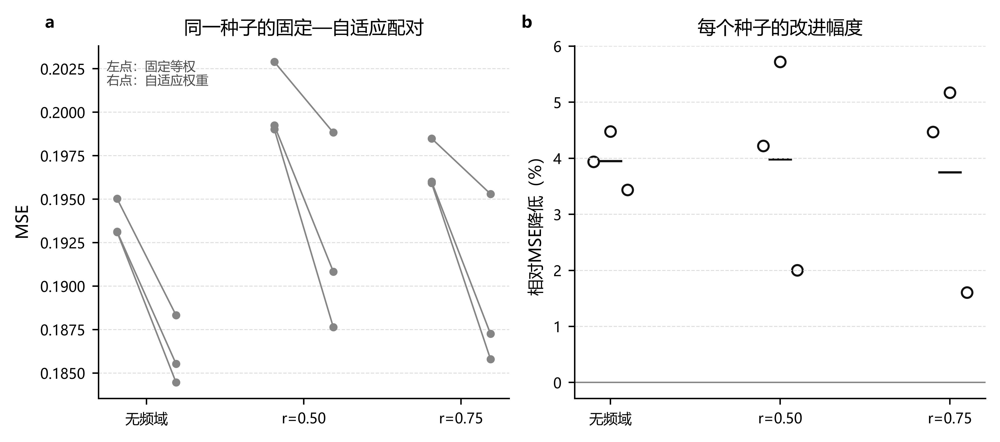 a
同一种子的固定—自适应配对
左点：固定等权
右点：自适应权重
MSE
0.2025
0.2000
0.1975
0.1950
0.1925
0.1900
0.1875
0.1850
无频域
r=0.50
r=0.75
b
每个种子的改进幅度
相对MSE降低（%）
6
5
4
3
2
1
0
无频域
r=0.50
r=0.75